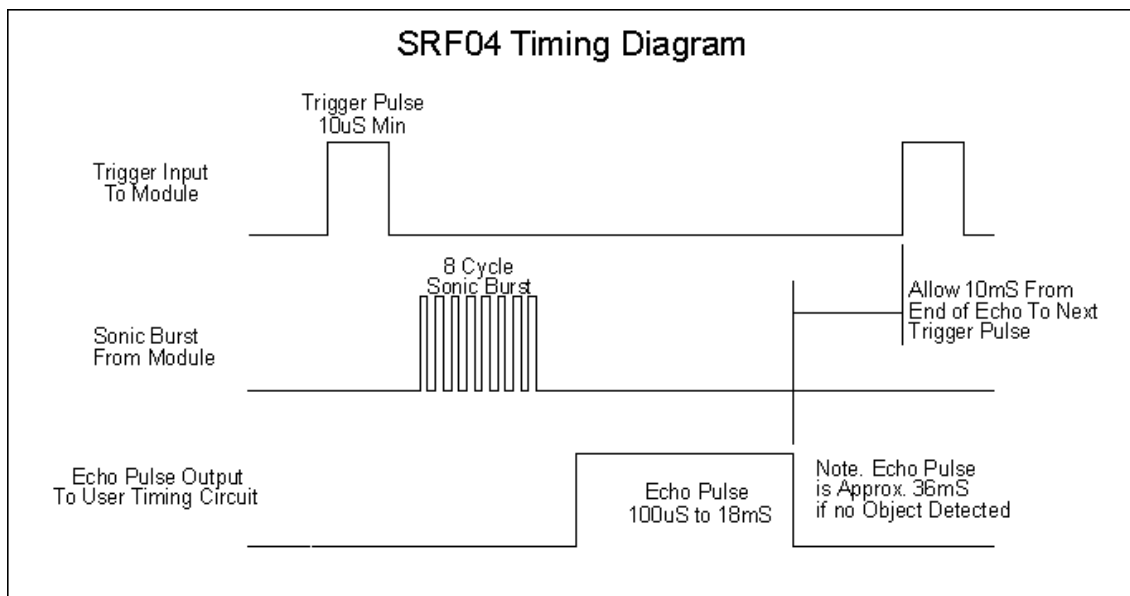 SRF04 Timing Diagram
Trigger Pulse
10uS Min
Trigger Input
To Module
8 Cycle
Sonic Burst
Allow 10mS From
End of Echo To Next
Trigger Pulse
Sonic Burst
From Module
Echo Pulse Output
To User Timing Circuit
Echo Pulse
100uS to 18mS
Note. Echo Pulse
is Approx. 36mS
if no Object Detected